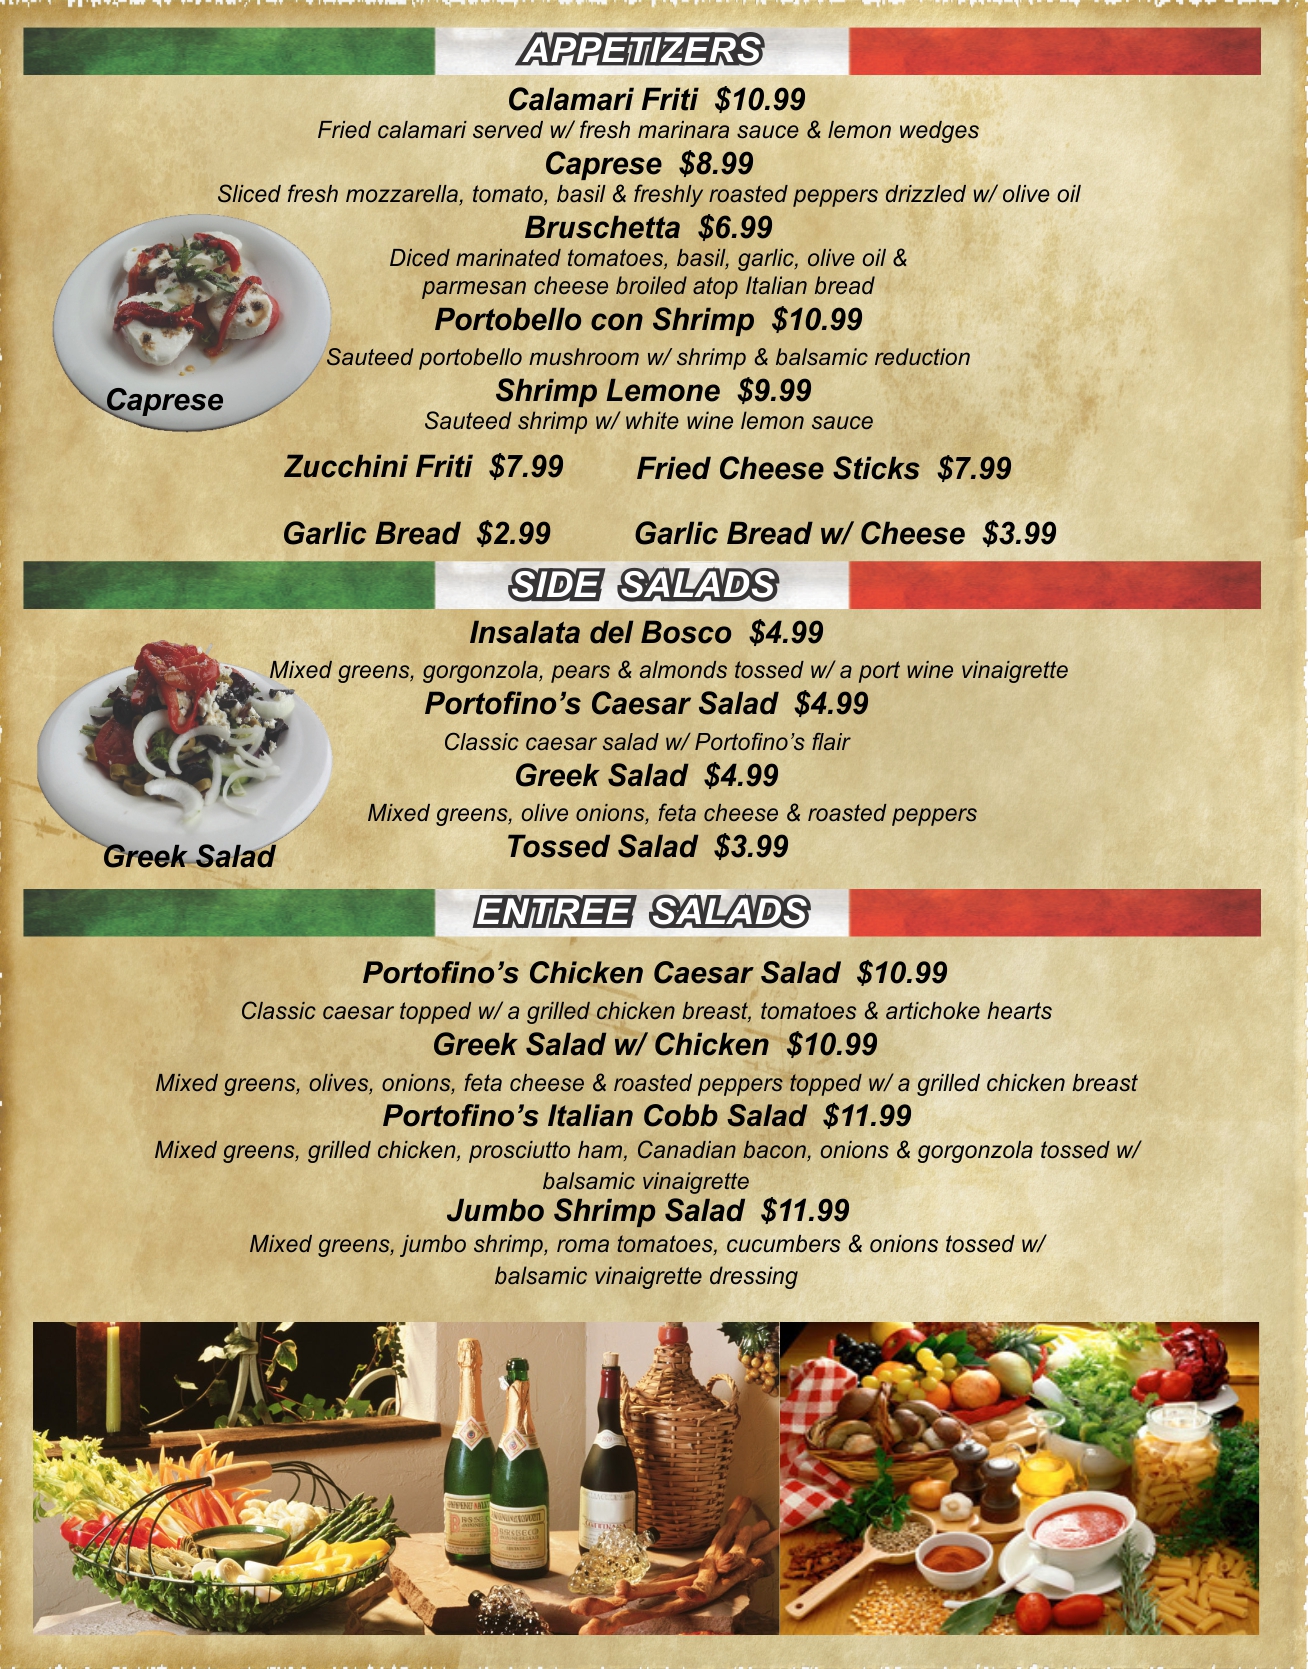 APPETIZERS
Calamari Friti $10.99
Fried calamari served w/ fresh marinara sauce & lemon wedges
Caprese $8.99
Sliced fresh mozzarella, tomato, basil & freshly roasted peppers drizzled w/ olive oil
Bruschetta $6.99
Diced marinated tomatoes, basil, garlic, olive oil &
parmesan cheese broiled atop Italian bread
Portobello con Shrimp $10.99
Sauteed portobello mushroom w/ shrimp & balsamic reduction
Caprese
Shrimp Lemone $9.99
Sauteed shrimp w/ white wine lemon sauce
Zucchini Friti $7.99 Fried Cheese Sticks $7.99
Garlic Bread $2.99 Garlic Bread w/ Cheese $3.99
SIDE SALADS
Insalata del Bosco $4.99
Mixed greens, gorgonzola, pears & almonds tossed w/ a port wine vinaigrette
Portofino’s Caesar Salad $4.99
Classic caesar salad w/ Portofino’s flair
Greek Salad $4.99
Mixed greens, olive onions, feta cheese & roasted peppers
Tossed Salad $3.99
Greek Salad
ENTREE SALADS
Portofino’s Chicken Caesar Salad $10.99
Classic caesar topped w/ a grilled chicken breast, tomatoes & artichoke hearts
Greek Salad w/ Chicken $10.99
Mixed greens, olives, onions, feta cheese & roasted peppers topped w/ a grilled chicken breast
Portofino’s Italian Cobb Salad $11.99
Mixed greens, grilled chicken, prosciutto ham, Canadian bacon, onions & gorgonzola tossed w/
balsamic vinaigrette
Jumbo Shrimp Salad $11.99
Mixed greens, jumbo shrimp, roma tomatoes, cucumbers & onions tossed w/
balsamic vinaigrette dressing